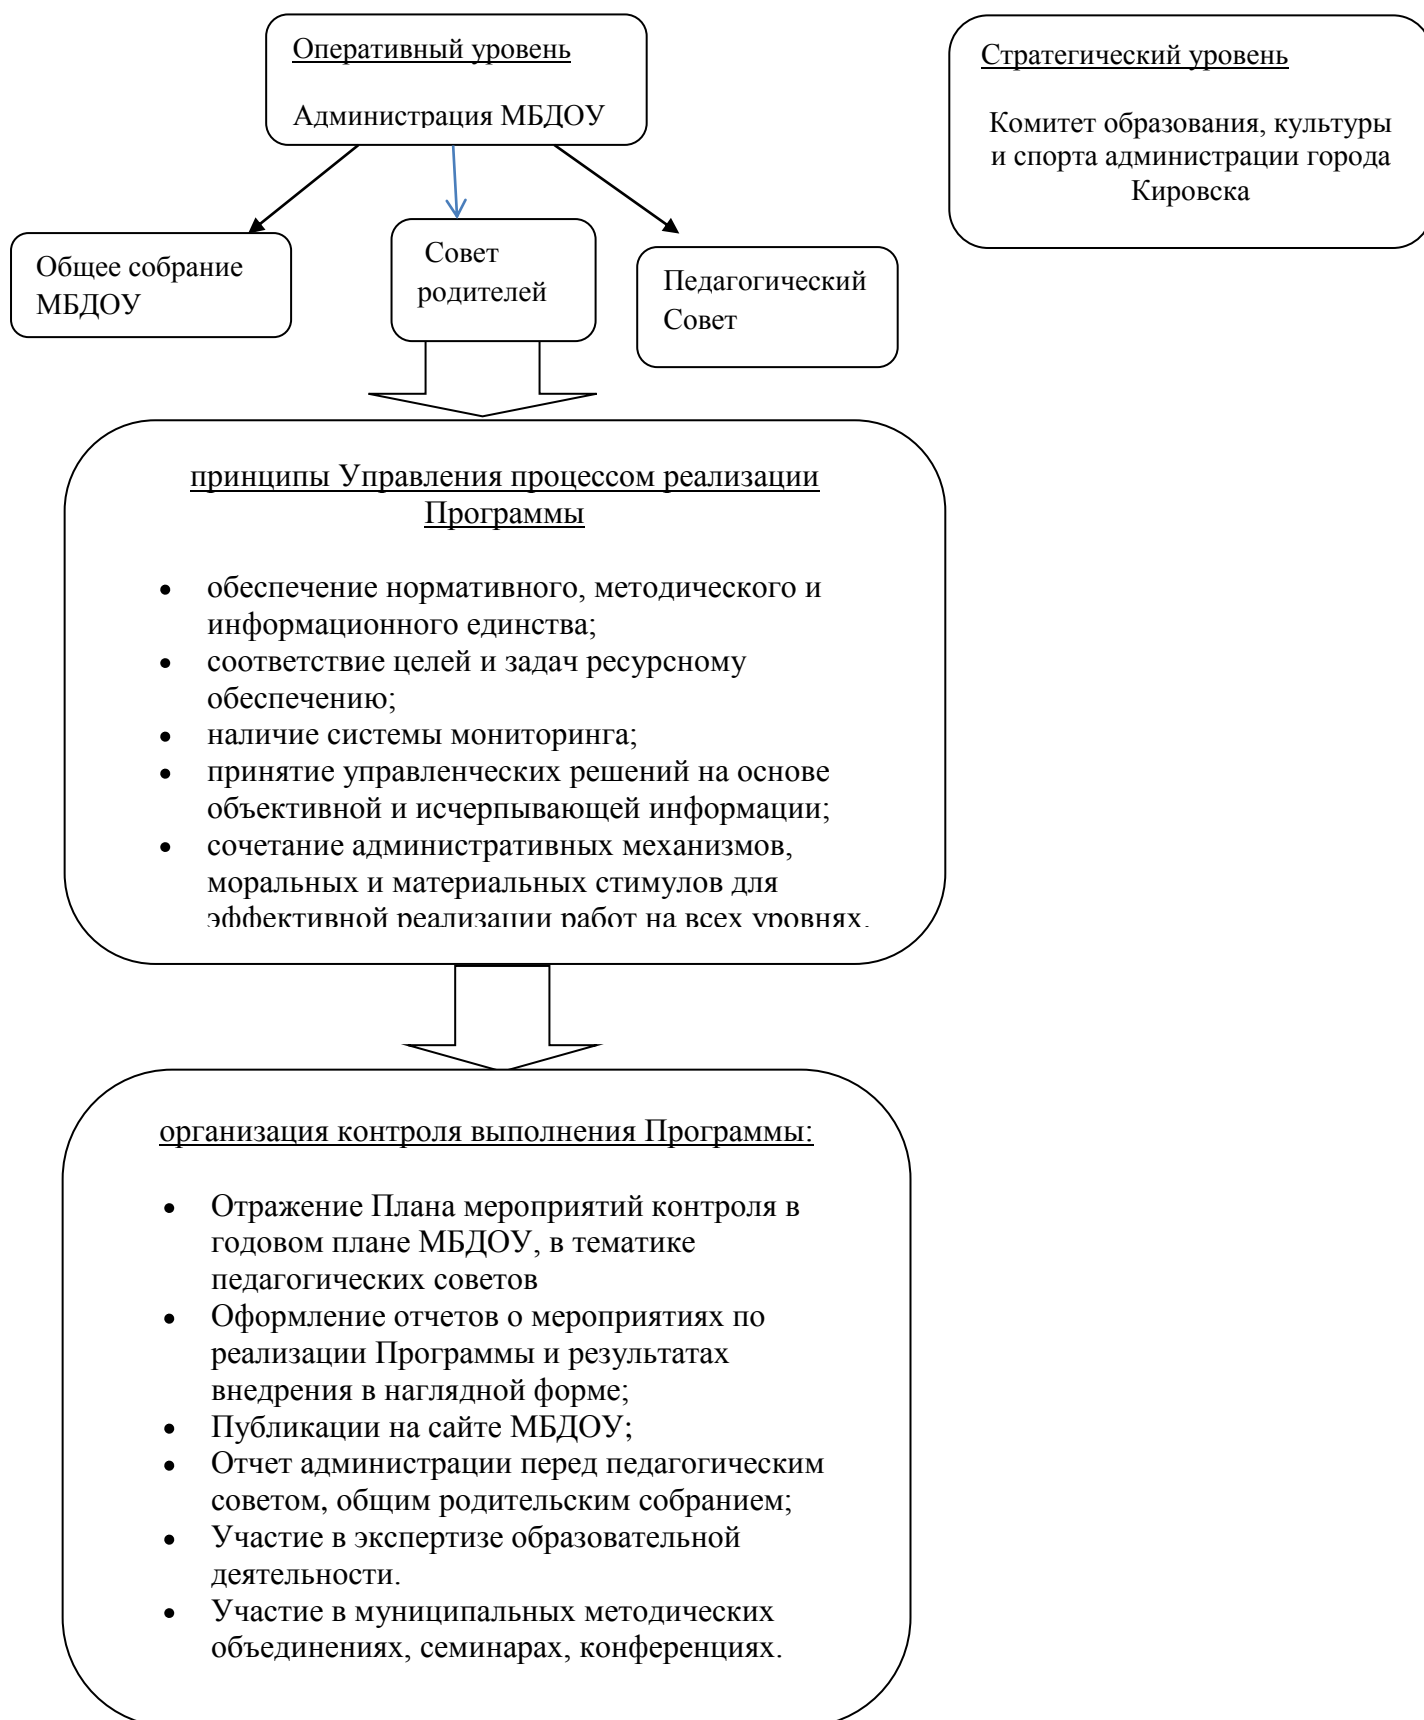 Оперативный уровень
Администрация МБДОУ
Стратегический уровень
Комитет образования, культуры
и спорта администрации города
Кировска
Общее собрание
МБДОУ
Совет
родителей
Педагогический
Совет
принципы Управления процессом реализации
Программы
• обеспечение нормативного, методического и
информационного единства;
• соответствие целей и задач ресурсному
обеспечению;
• наличие системы мониторинга;
• принятие управленческих решений на основе
объективной и исчерпывающей информации;
• сочетание административных механизмов,
моральных и материальных стимулов для
эффективной реализации работ на всех уровнях.
организация контроля выполнения Программы:
• Отражение Плана мероприятий контроля в
годовом плане МБДОУ, в тематике
педагогических советов
• Оформление отчетов о мероприятиях по
реализации Программы и результатах
внедрения в наглядной форме;
• Публикации на сайте МБДОУ;
• Отчет администрации перед педагогическим
советом, общим родительским собранием;
• Участие в экспертизе образовательной
деятельности.
• Участие в муниципальных методических
объединениях, семинарах, конференциях.